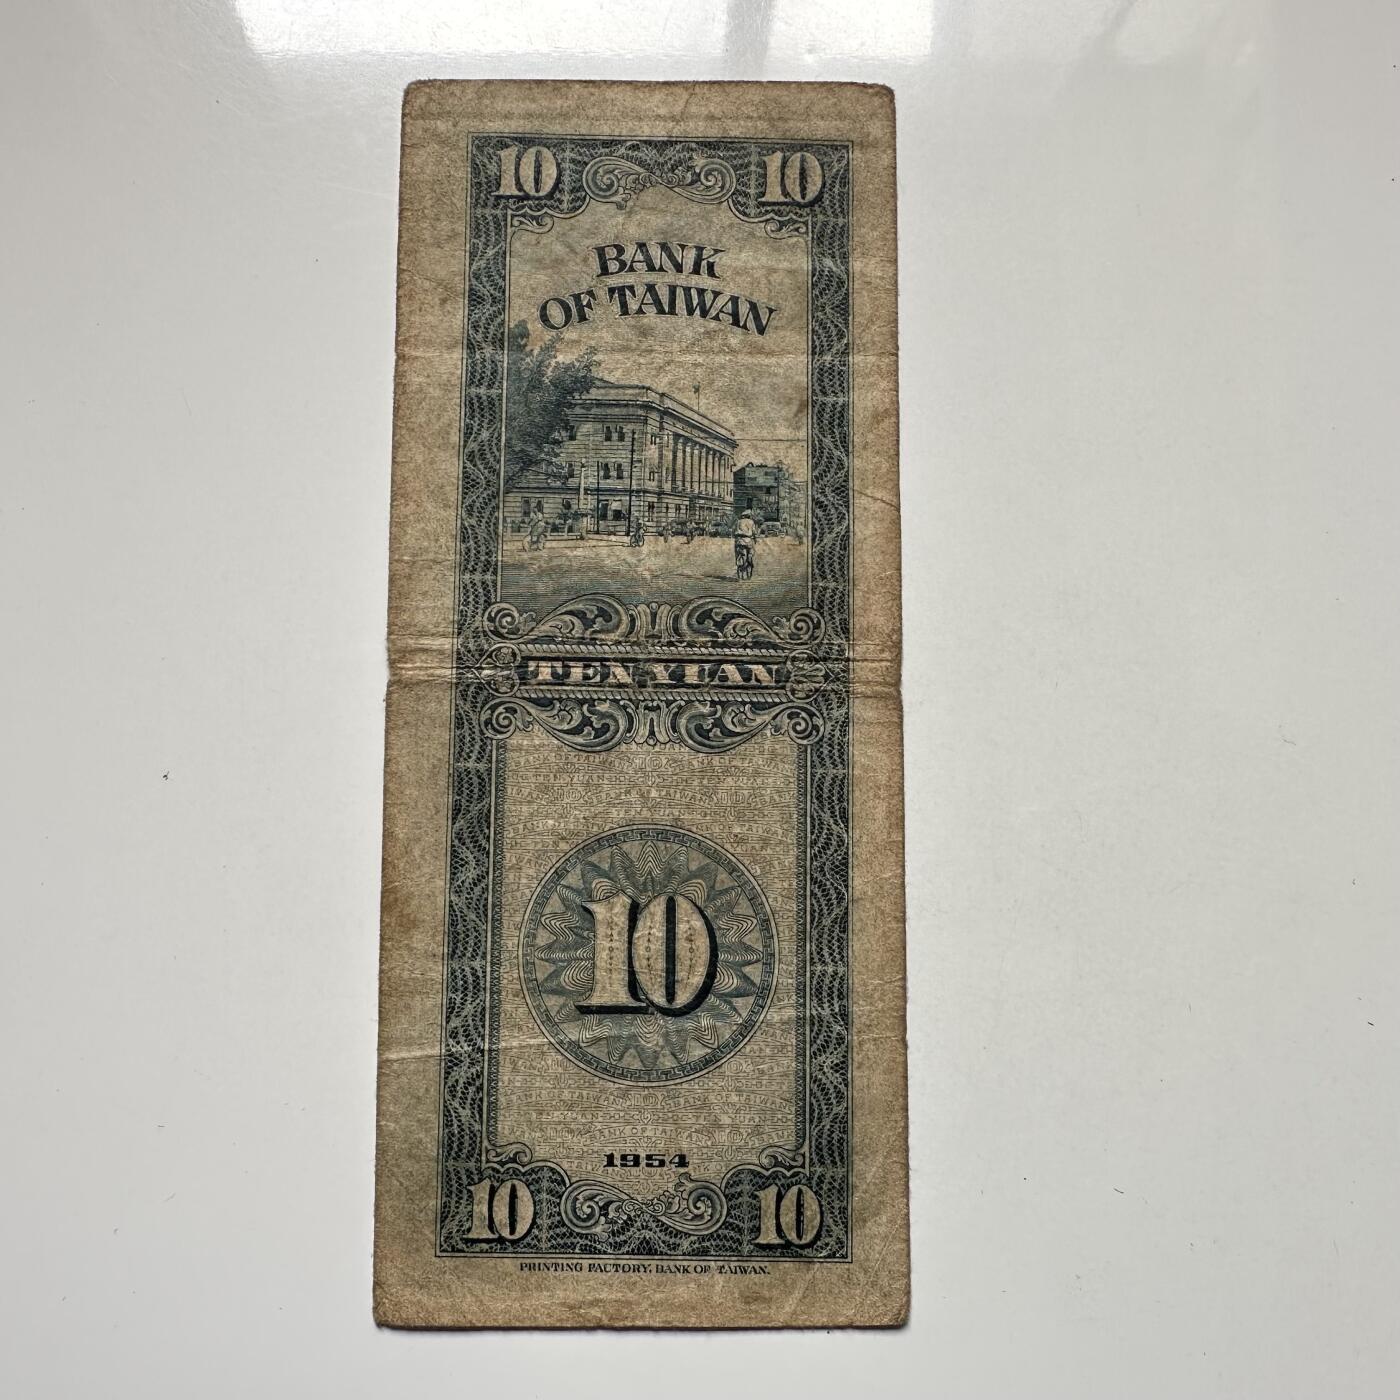 10 10
BANK
OF TAIWAN
TEN YUAN
10
1954
10 10
PRINTING FACTORY, BANK OF TAIWAN.